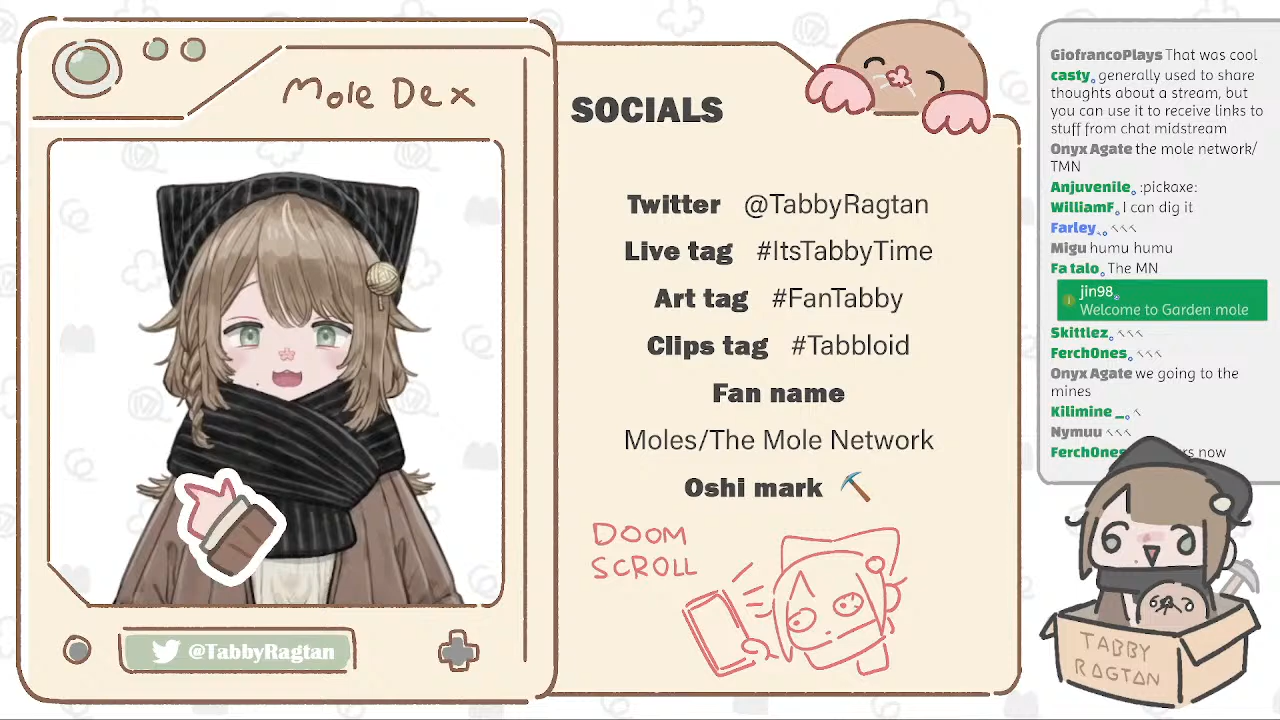 Mole Dex
@TabbyRagtan
SOCIALS
Twitter @TabbyRagtan
Live tag #ItsTabbyTime
Art tag #FanTabby
Clips tag #Tabbloid
Fan name
Moles/The Mole Network
Oshi mark
DOOM
SCROLL
GiofrancoPlays That was cool
casty generally used to share
thoughts about a stream, but
you can use it to receive links to
stuff from chat midstream
Onyx Agate the mole network/
TMN
Anjuvenile :pickaxe:
WilliamF I can dig it
Farley
Migu humu humu
Fa talo The MN
jin98
Welcome to Garden mole
Skittlez
FerchOnes
Onyx Agate we going to the
mines
Kilimine _
Nymuu
FerchOnes now
TABBY
RAGTAN